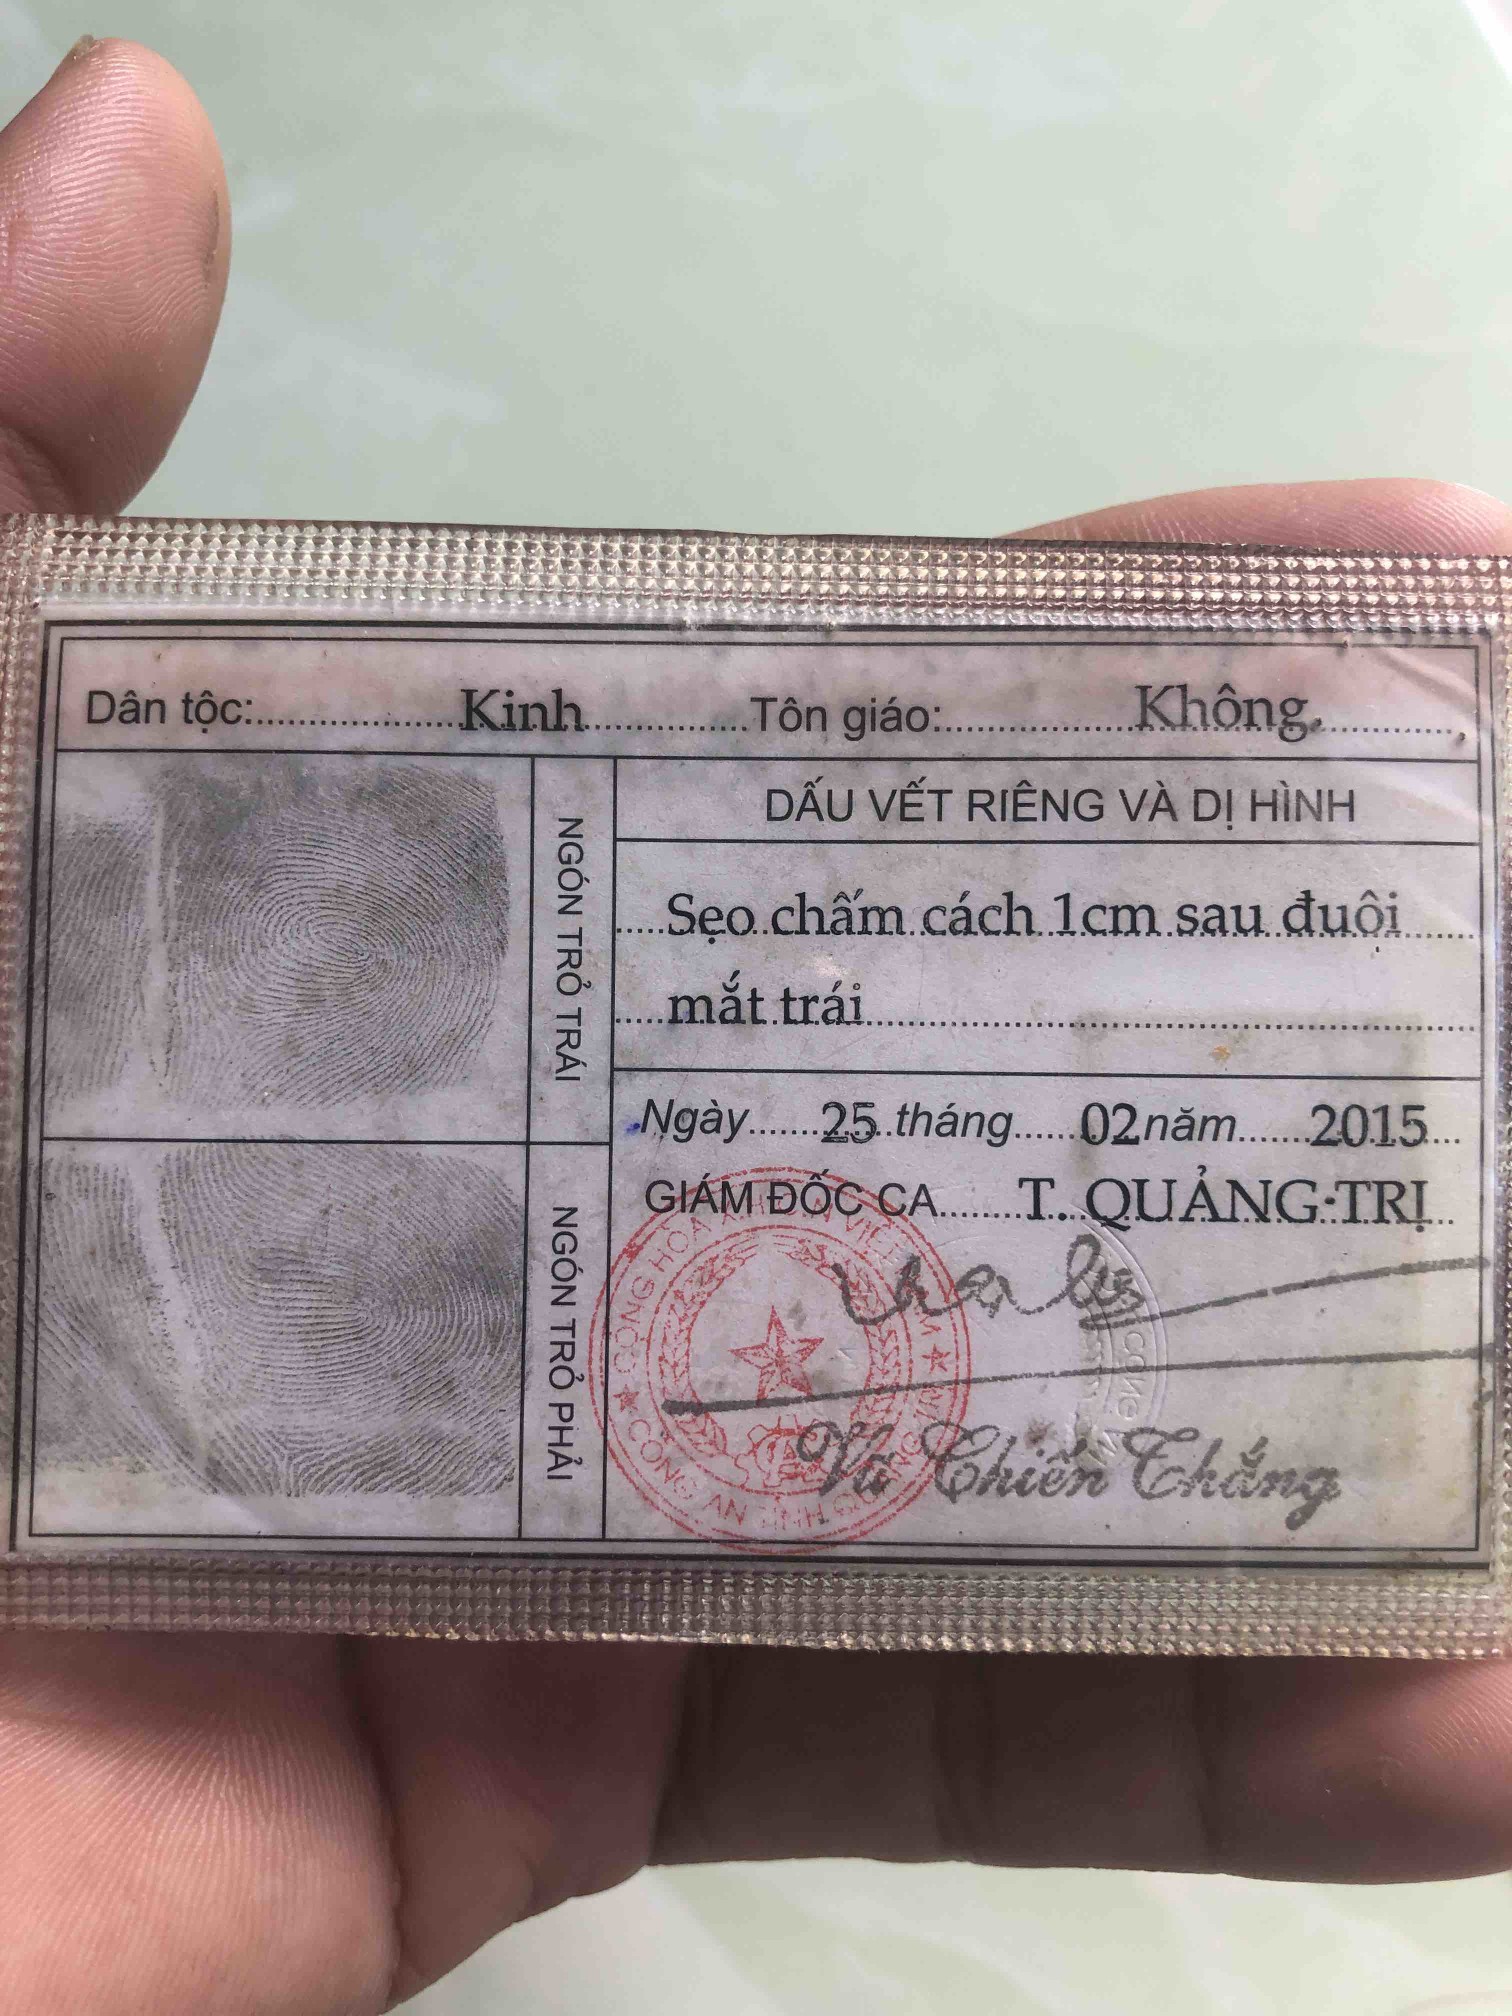 Dân tộc: Kinh Tôn giáo: Không
NGÓN TRỎ TRÁI
NGÓN TRỎ PHẢI
DẤU VẾT RIÊNG VÀ DỊ HÌNH
Sẹo chấm cách 1cm sau đuôi
mắt trái
Ngày 25 tháng 02 năm 2015
GIÁM ĐỐC CA T. QUẢNG TRỊ
Chiến Thắng